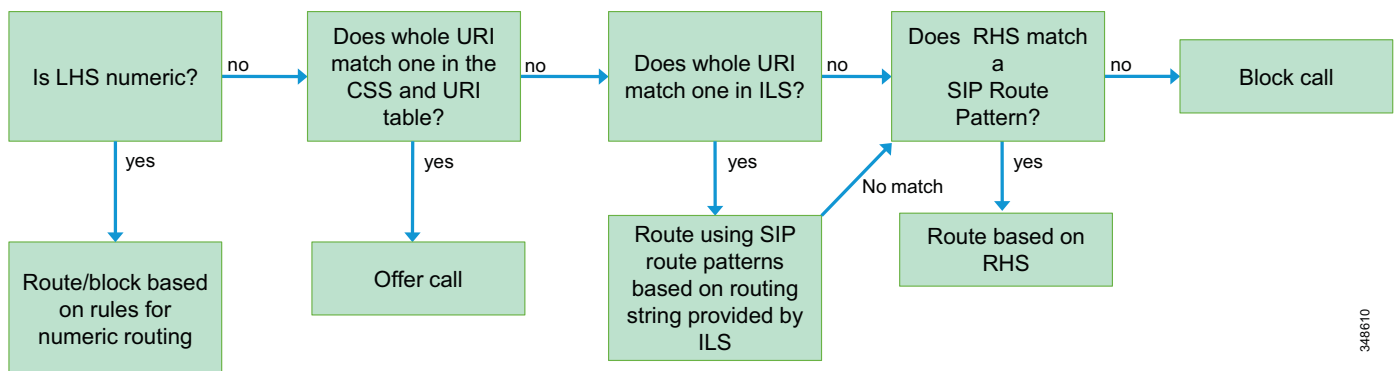 Is LHS numeric?
no
Does whole URI
match one in the
CSS and URI
table?
no
Does whole URI
match one in ILS?
no
Does RHS match
a
SIP Route
Pattern?
no
Block call
yes
yes
yes
No match
yes
Route/block based
on rules for
numeric routing
Offer call
Route using SIP
route patterns
based on routing
string provided by
ILS
Route based on
RHS
348610